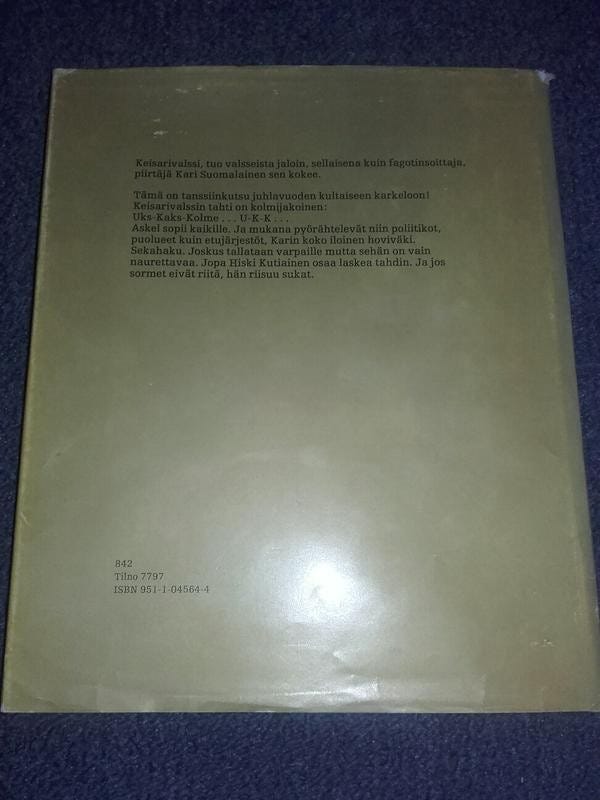 Keisarivalssi, tuo valsseista jaloin, sellaisena kuin fagotinsoittaja,
piirtäjä Kari Suomalainen sen kokee.
Tämä on tanssiinkutsu juhlavuoden kultaiseen karkeloon!
Keisarivalssin tahti on kolmijakoinen:
Uks-Kaks-Kolme . . . U-K-K . . .
Askel sopii kaikille. Ja mukana pyörähtelevät niin poliitikot,
puolueet kuin etujärjestöt, Karin koko iloinen hoviväki.
Sekahaku. Joskus tallataan varpaille mutta sehän on vain
naurettavaa. Jopa Hiski Kutiainen osaa laskea tahdin. Ja jos
sormet eivät riitä, hän riisuu sukat.
842
Tilno 7797
ISBN 951-1-04564-4